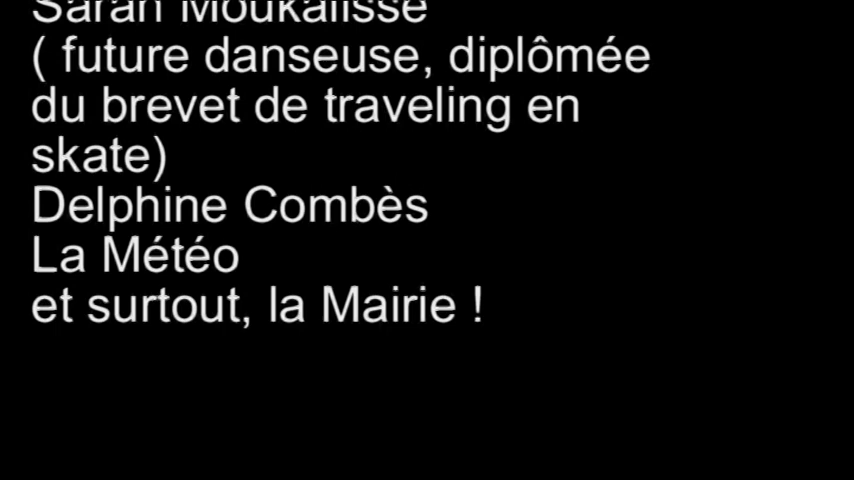 Sarah Moukalisse
( future danseuse, diplômée
du brevet de traveling en
skate)
Delphine Combès
La Météo
et surtout, la Mairie !